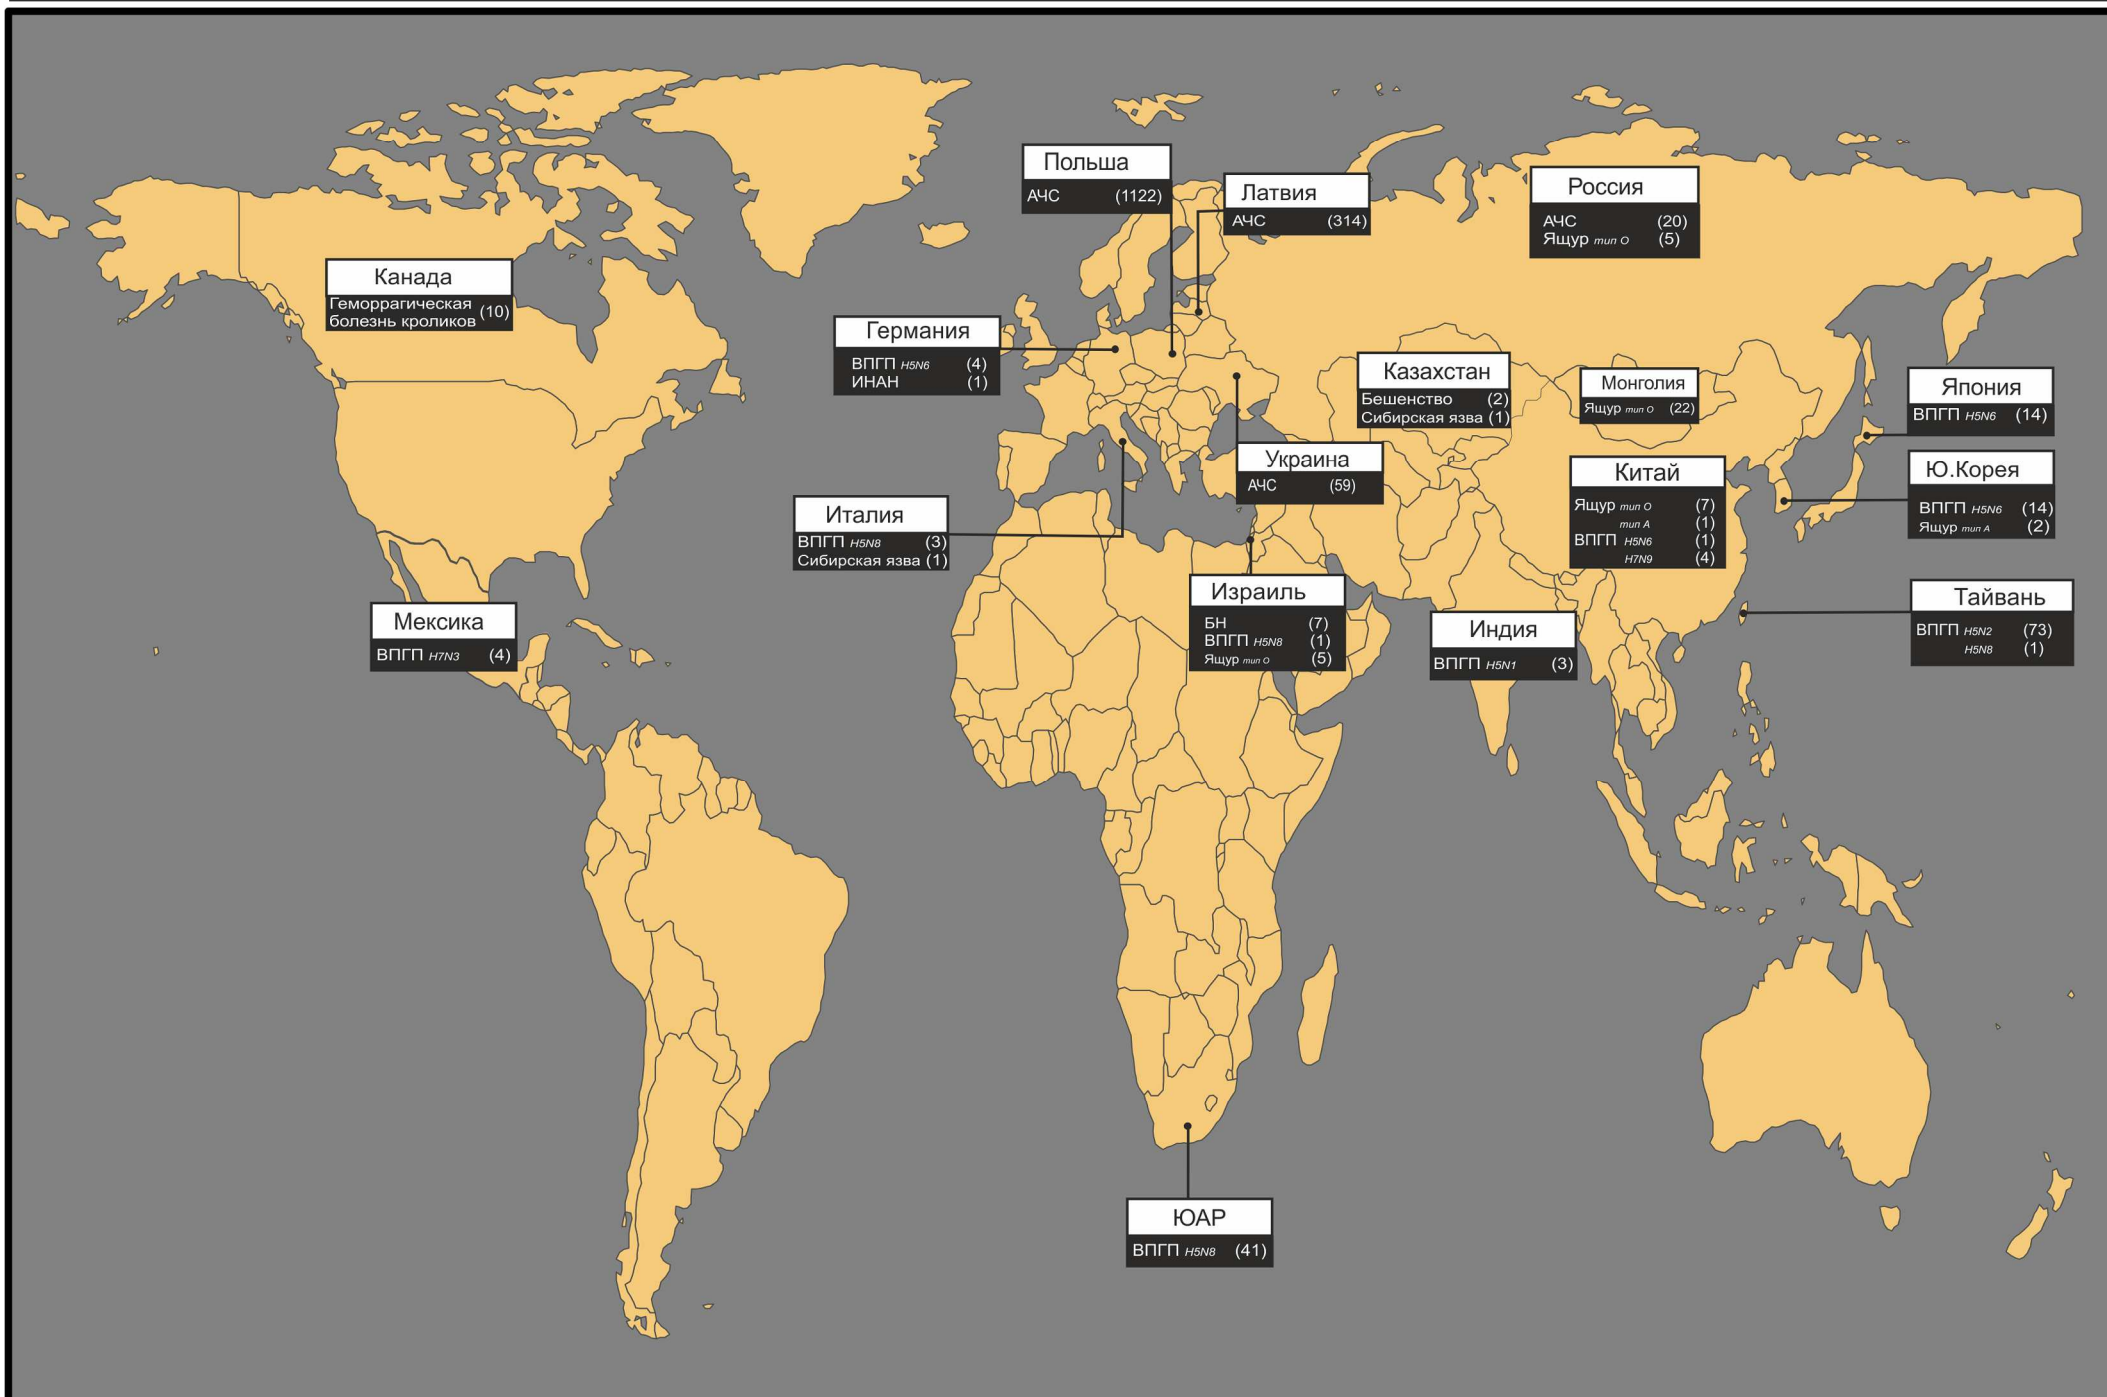 Польша
АЧС (1122)
Латвия
АЧС (314)
Россия
АЧС (20)
Ящур тип О (5)
Канада
Геморрагическая
болезнь кроликов (10)
Германия
ВПГП H5N6 (4)
ИНАН (1)
Казахстан
Бешенство (2)
Сибирская язва (1)
Монголия
Ящур тип О (22)
Япония
ВПГП H5N6 (14)
Украина
АЧС (59)
Китай
Ящур тип О (7)
тип А (1)
ВПГП H5N6 (1)
H7N9 (4)
Ю.Корея
ВПГП H5N6 (14)
Ящур тип А (2)
Италия
ВПГП H5N8 (3)
Сибирская язва (1)
Израиль
БН (7)
ВПГП H5N8 (1)
Ящур тип О (5)
Индия
ВПГП H5N1 (3)
Тайвань
ВПГП H5N2 (73)
H5N8 (1)
Мексика
ВПГП H7N3 (4)
ЮАР
ВПГП H5N8 (41)